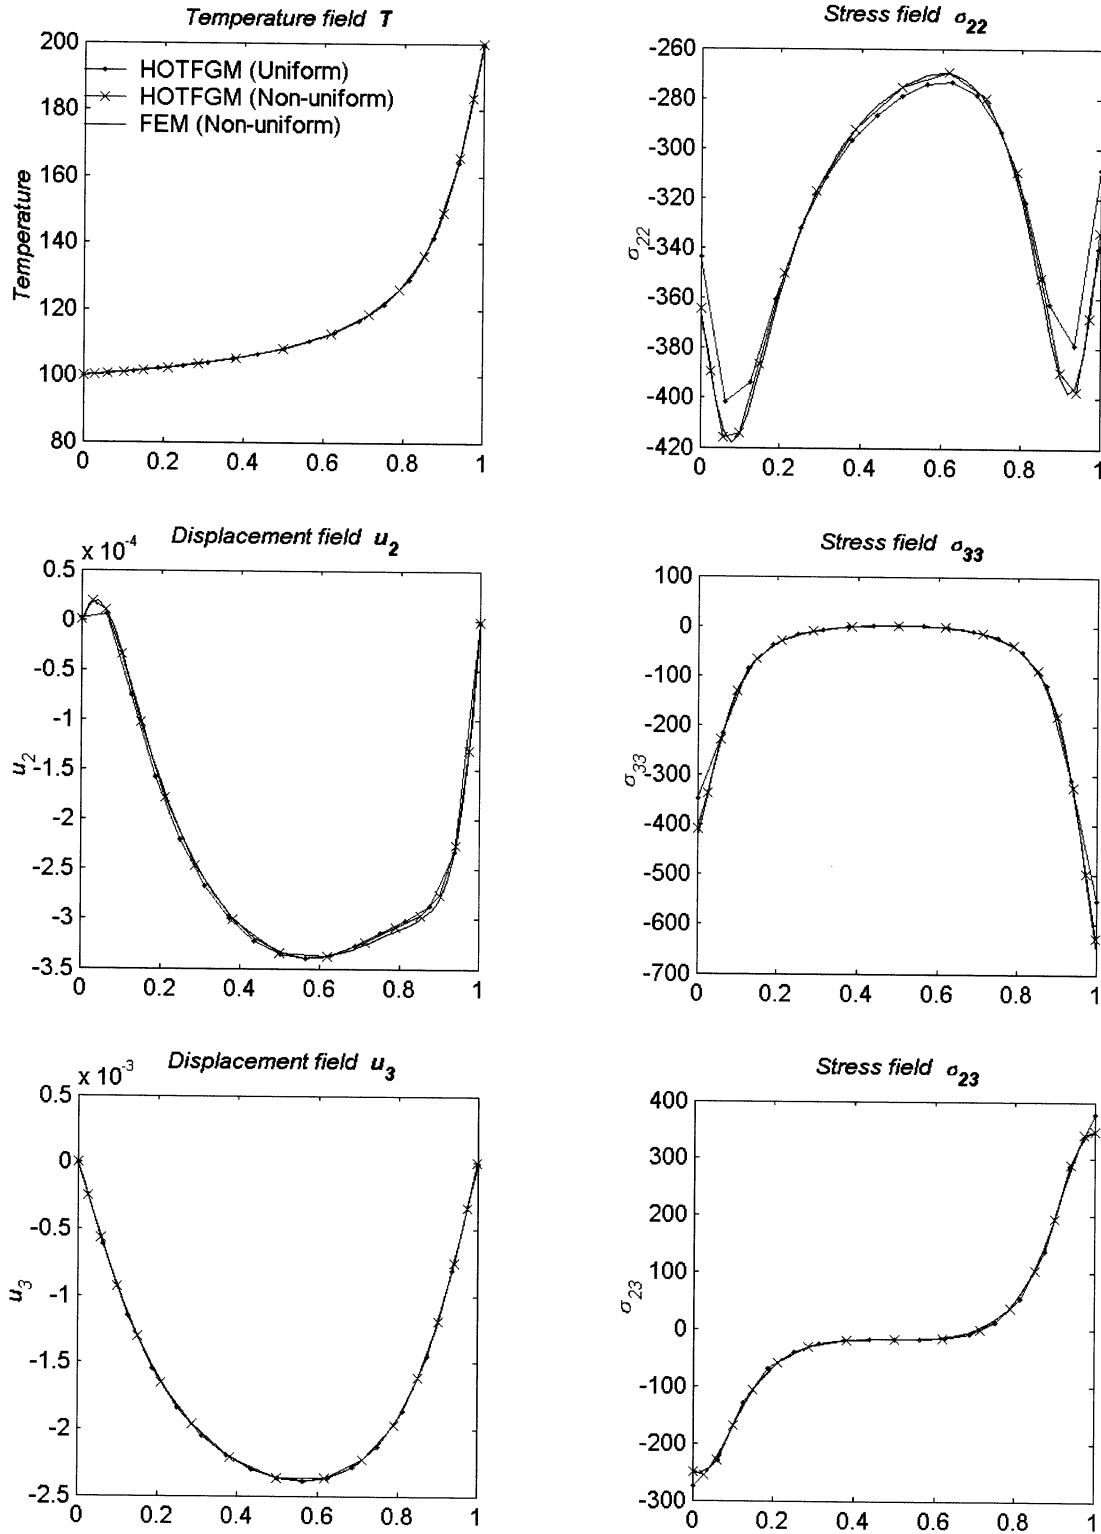 Temperature field T
200
180
160
140
120
100
80
Temperature
HOTFGM (Uniform)
HOTFGM (Non-uniform)
FEM (Non-uniform)
0 0.2 0.4 0.6 0.8 1
Stress field σ22
-260
-280
-300
-320
-340
-360
-380
-400
-420
σ22
0 0.2 0.4 0.6 0.8 1
Displacement field u2
x 10-4
0.5
0
-0.5
-1
-1.5
-2
-2.5
-3
-3.5
u2
0 0.2 0.4 0.6 0.8 1
Stress field σ33
100
0
-100
-200
-300
-400
-500
-600
-700
σ33
0 0.2 0.4 0.6 0.8 1
Displacement field u3
x 10-3
0.5
0
-0.5
-1
-1.5
-2
-2.5
u3
0 0.2 0.4 0.6 0.8 1
Stress field σ23
400
300
200
100
0
-100
-200
-300
σ23
0 0.2 0.4 0.6 0.8 1